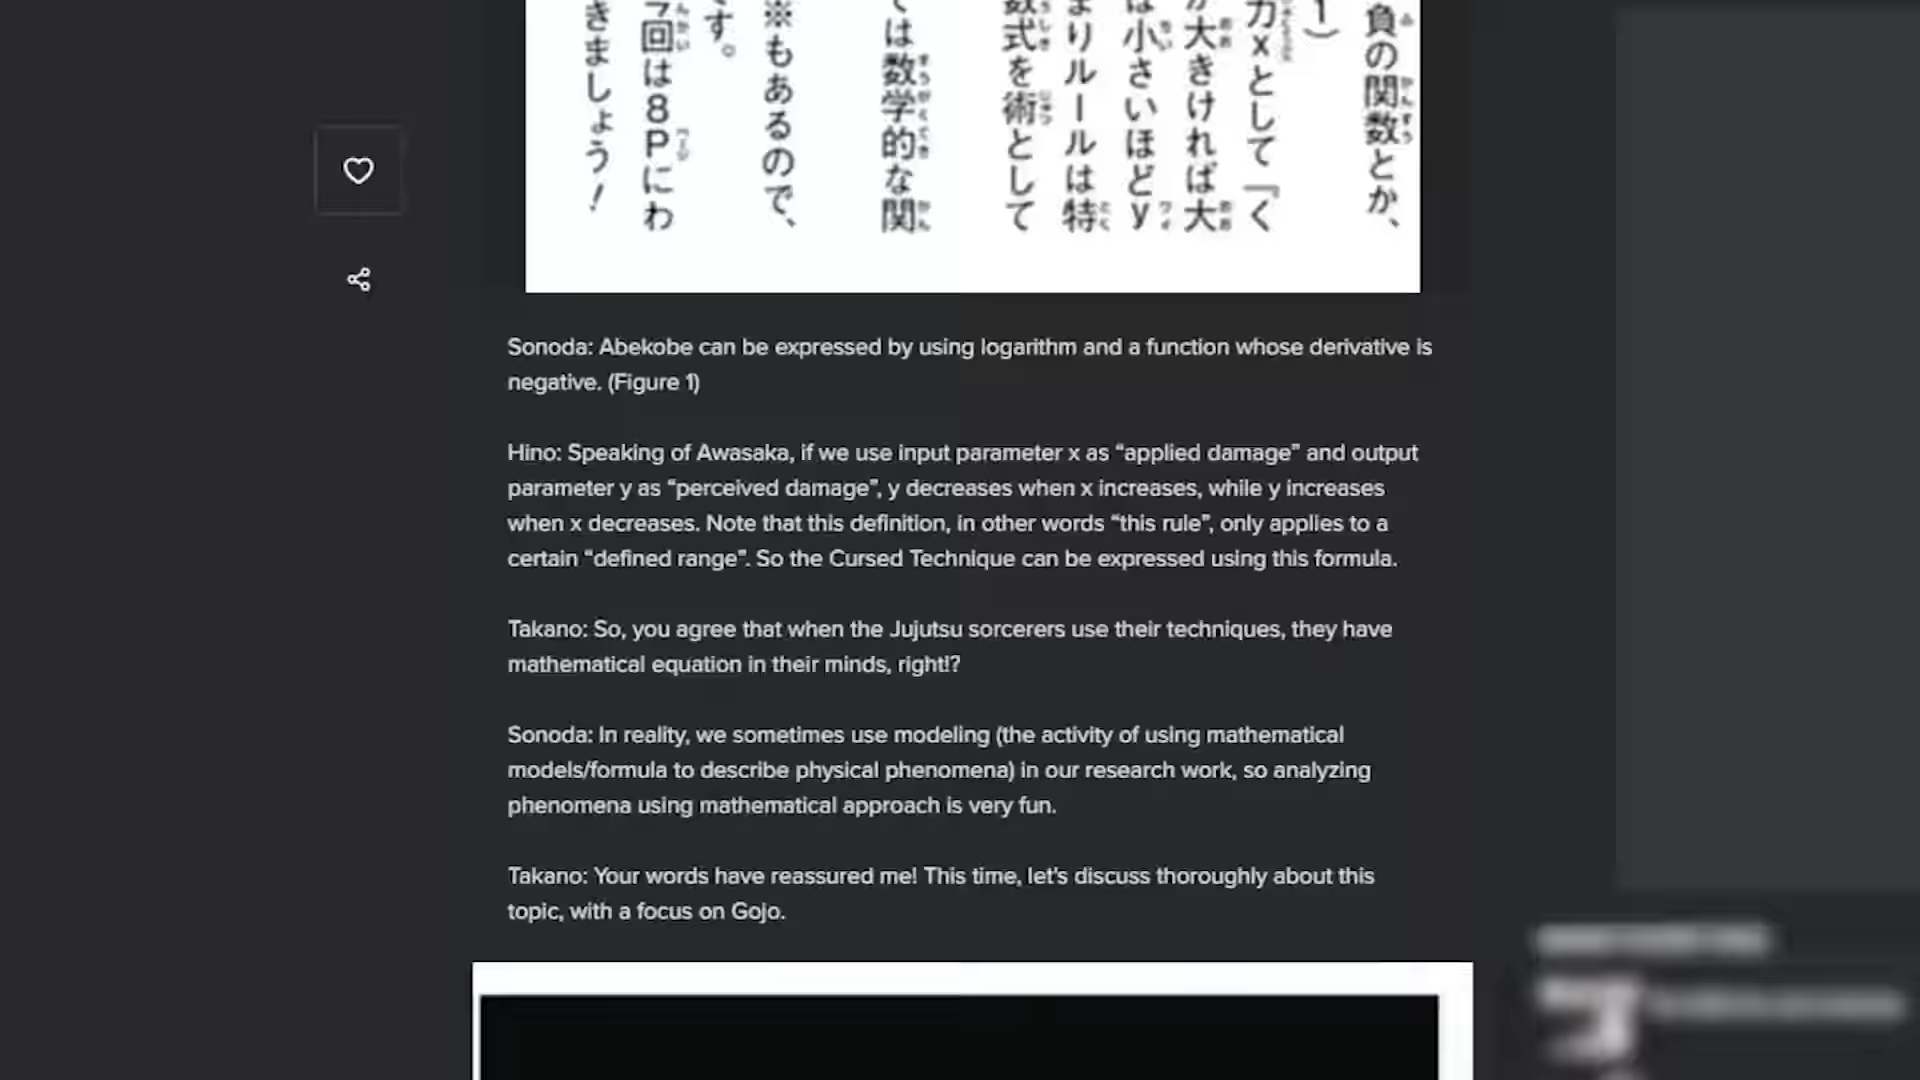 負の関数とか、
1）
力xとして「く
が大きければ大
は小さいほどy
まりルールは特
数式を術として
では数学的な関
※もあるので、
です。
回は8Pにわ
きましょう！
Sonoda: Abekobe can be expressed by using logarithm and a function whose derivative is
negative. (Figure 1)
Hino: Speaking of Awasaka, if we use input parameter x as “applied damage” and output
parameter y as “perceived damage”, y decreases when x increases, while y increases
when x decreases. Note that this definition, in other words “this rule”, only applies to a
certain “defined range”. So the Cursed Technique can be expressed using this formula.
Takano: So, you agree that when the Jujutsu sorcerers use their techniques, they have
mathematical equation in their minds, right!?
Sonoda: In reality, we sometimes use modeling (the activity of using mathematical
models/formula to describe physical phenomena) in our research work, so analyzing
phenomena using mathematical approach is very fun.
Takano: Your words have reassured me! This time, let's discuss thoroughly about this
topic, with a focus on Gojo.